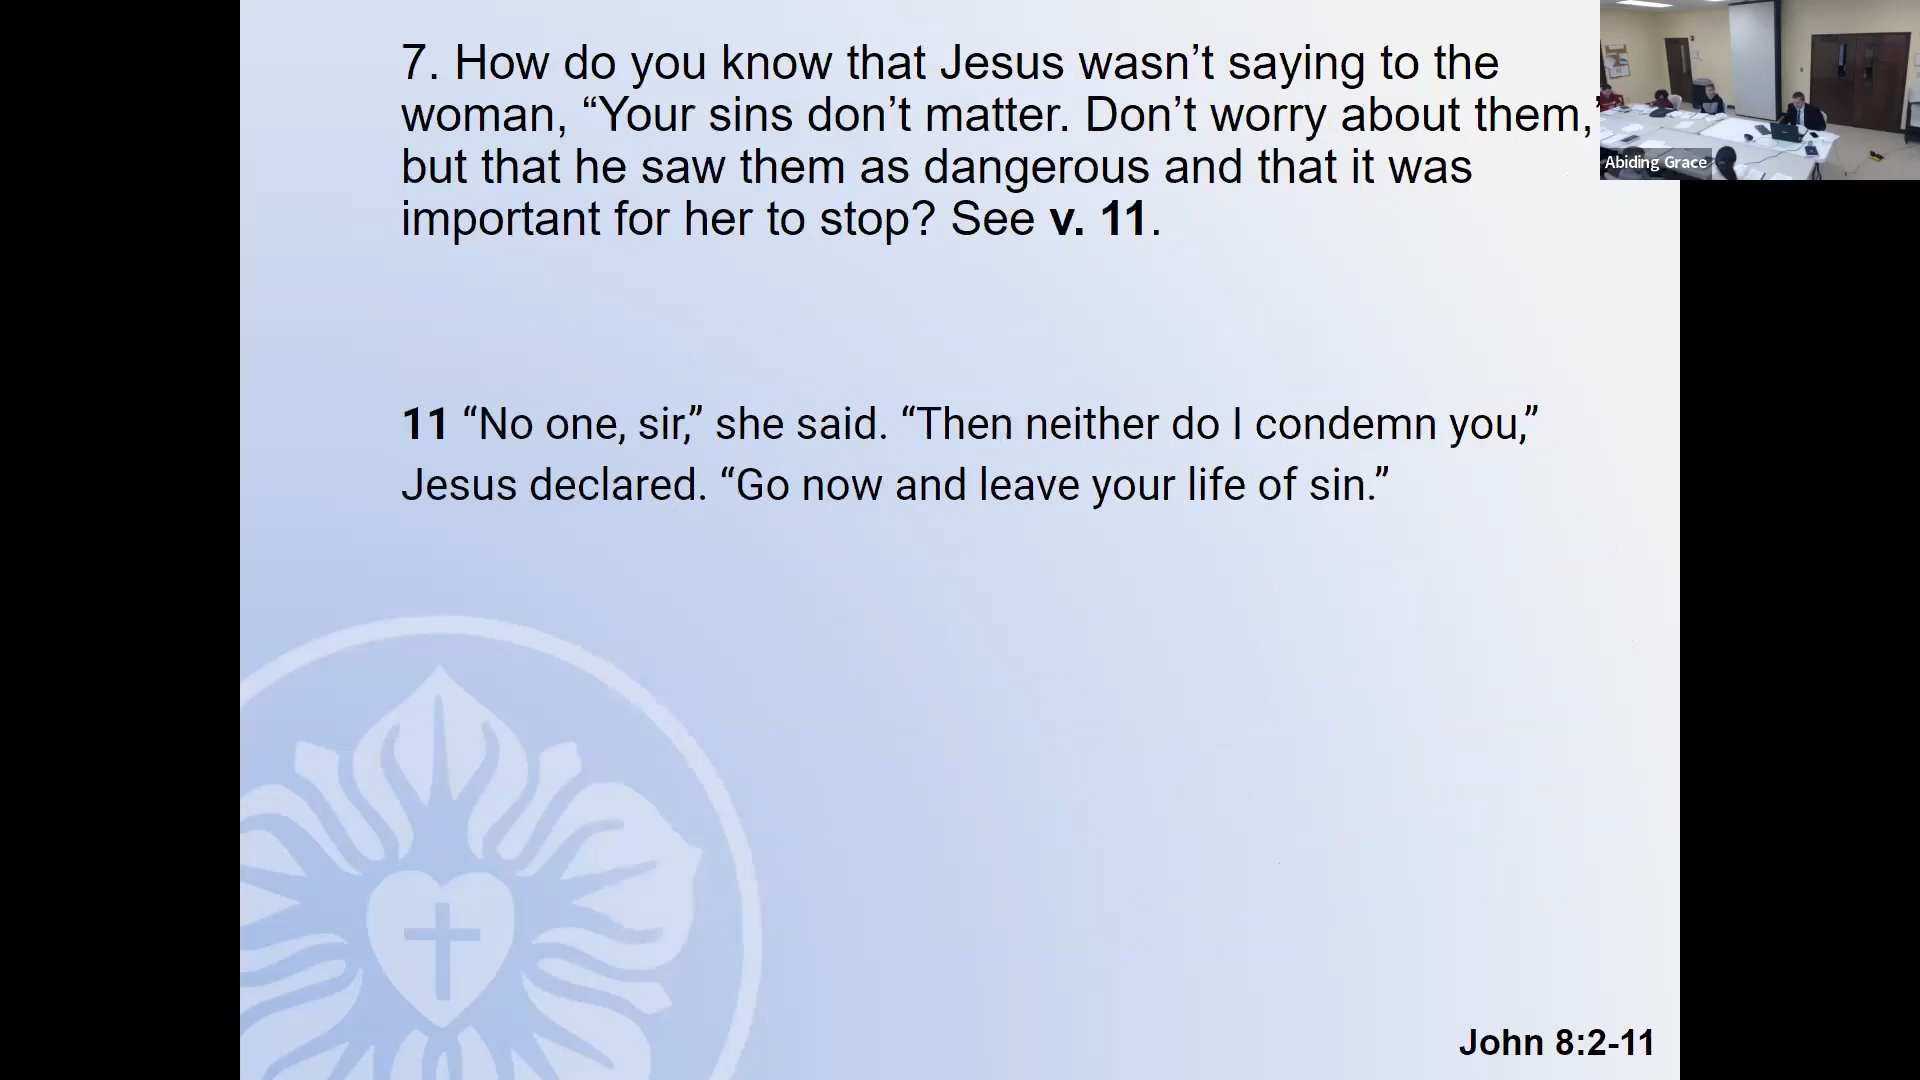 7. How do you know that Jesus wasn’t saying to the
woman, “Your sins don’t matter. Don’t worry about them,”
but that he saw them as dangerous and that it was
important for her to stop? See v. 11.
Abiding Grace
11 “No one, sir,” she said. “Then neither do I condemn you,”
Jesus declared. “Go now and leave your life of sin.”
John 8:2-11